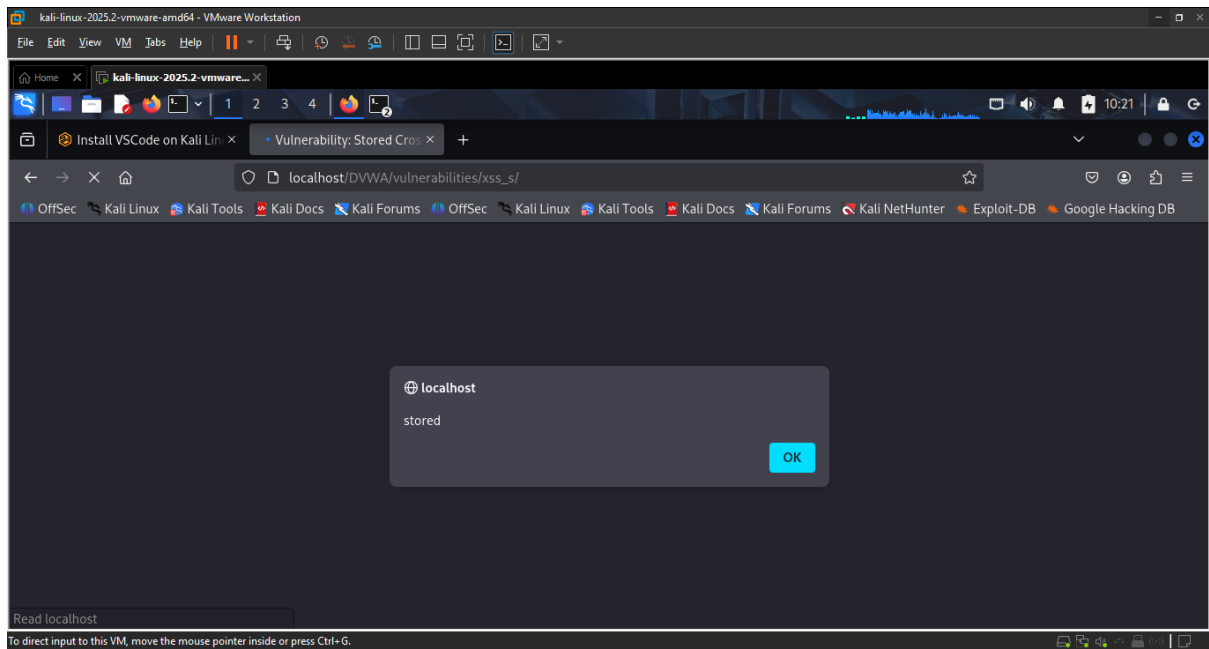 kali-linux-2025.2-vmware-amd64 - VMware Workstation
File Edit View VM Tabs Help
Home kali-linux-2025.2-vmware...
1 2 3 4 2 10:21
Install VSCode on Kali Lin Vulnerability: Stored Cros
localhost/DVWA/vulnerabilities/xss_s/
OffSec Kali Linux Kali Tools Kali Docs Kali Forums OffSec Kali Linux Kali Tools Kali Docs Kali Forums Kali NetHunter Exploit-DB Google Hacking DB
localhost
stored
OK
Read localhost
To direct input to this VM, move the mouse pointer inside or press Ctrl+G.